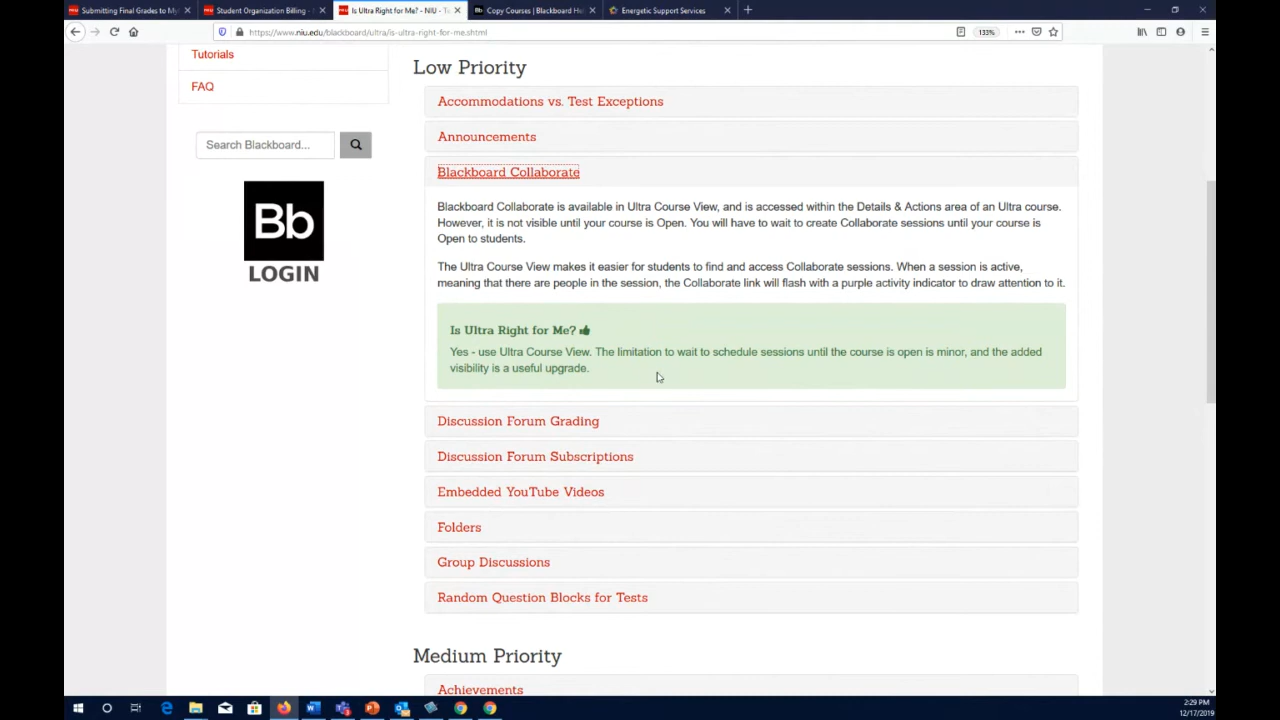 Submitting Final Grades to My
Student Organization Billing -
Is Ultra Right for Me? - NIU - T
Copy Courses | Blackboard He
Energetic Support Services
https://www.niu.edu/blackboard/ultra/is-ultra-right-for-me.shtml
133%
Tutorials
FAQ
Search Blackboard...
Bb
LOGIN
Low Priority
Accommodations vs. Test Exceptions
Announcements
Blackboard Collaborate
Blackboard Collaborate is available in Ultra Course View, and is accessed within the Details & Actions area of an Ultra course.
However, it is not visible until your course is Open. You will have to wait to create Collaborate sessions until your course is
Open to students.
The Ultra Course View makes it easier for students to find and access Collaborate sessions. When a session is active,
meaning that there are people in the session, the Collaborate link will flash with a purple activity indicator to draw attention to it.
Is Ultra Right for Me?
Yes - use Ultra Course View. The limitation to wait to schedule sessions until the course is open is minor, and the added
visibility is a useful upgrade.
Discussion Forum Grading
Discussion Forum Subscriptions
Embedded YouTube Videos
Folders
Group Discussions
Random Question Blocks for Tests
Medium Priority
Achievements
2:29 PM
12/17/2019